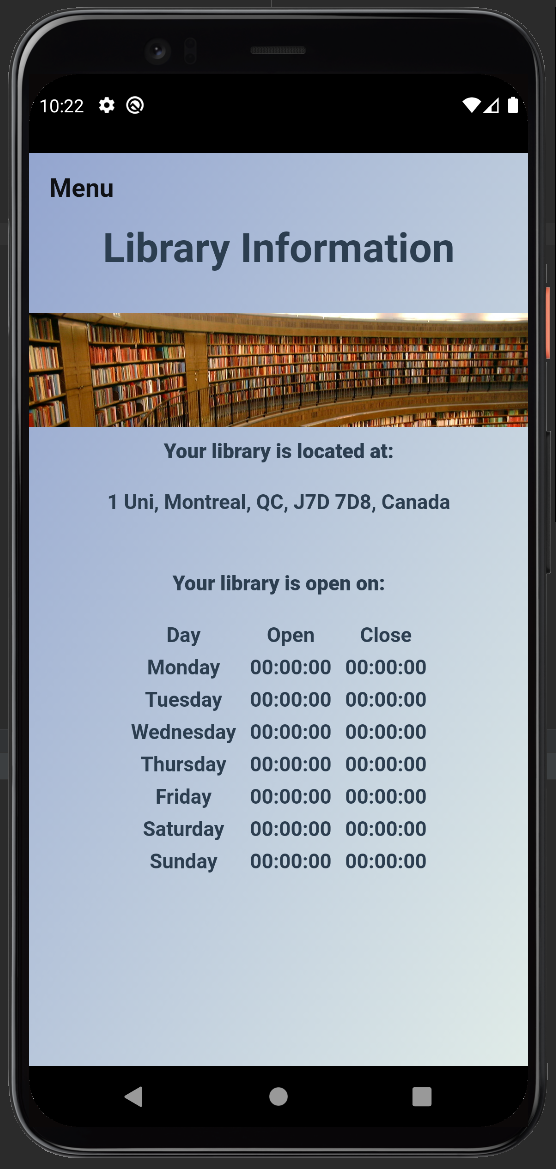 10:22
Menu
Library Information
Your library is located at:
1 Uni, Montreal, QC, J7D 7D8, Canada
Your library is open on:
Day Open Close
Monday 00:00:00 00:00:00
Tuesday 00:00:00 00:00:00
Wednesday 00:00:00 00:00:00
Thursday 00:00:00 00:00:00
Friday 00:00:00 00:00:00
Saturday 00:00:00 00:00:00
Sunday 00:00:00 00:00:00